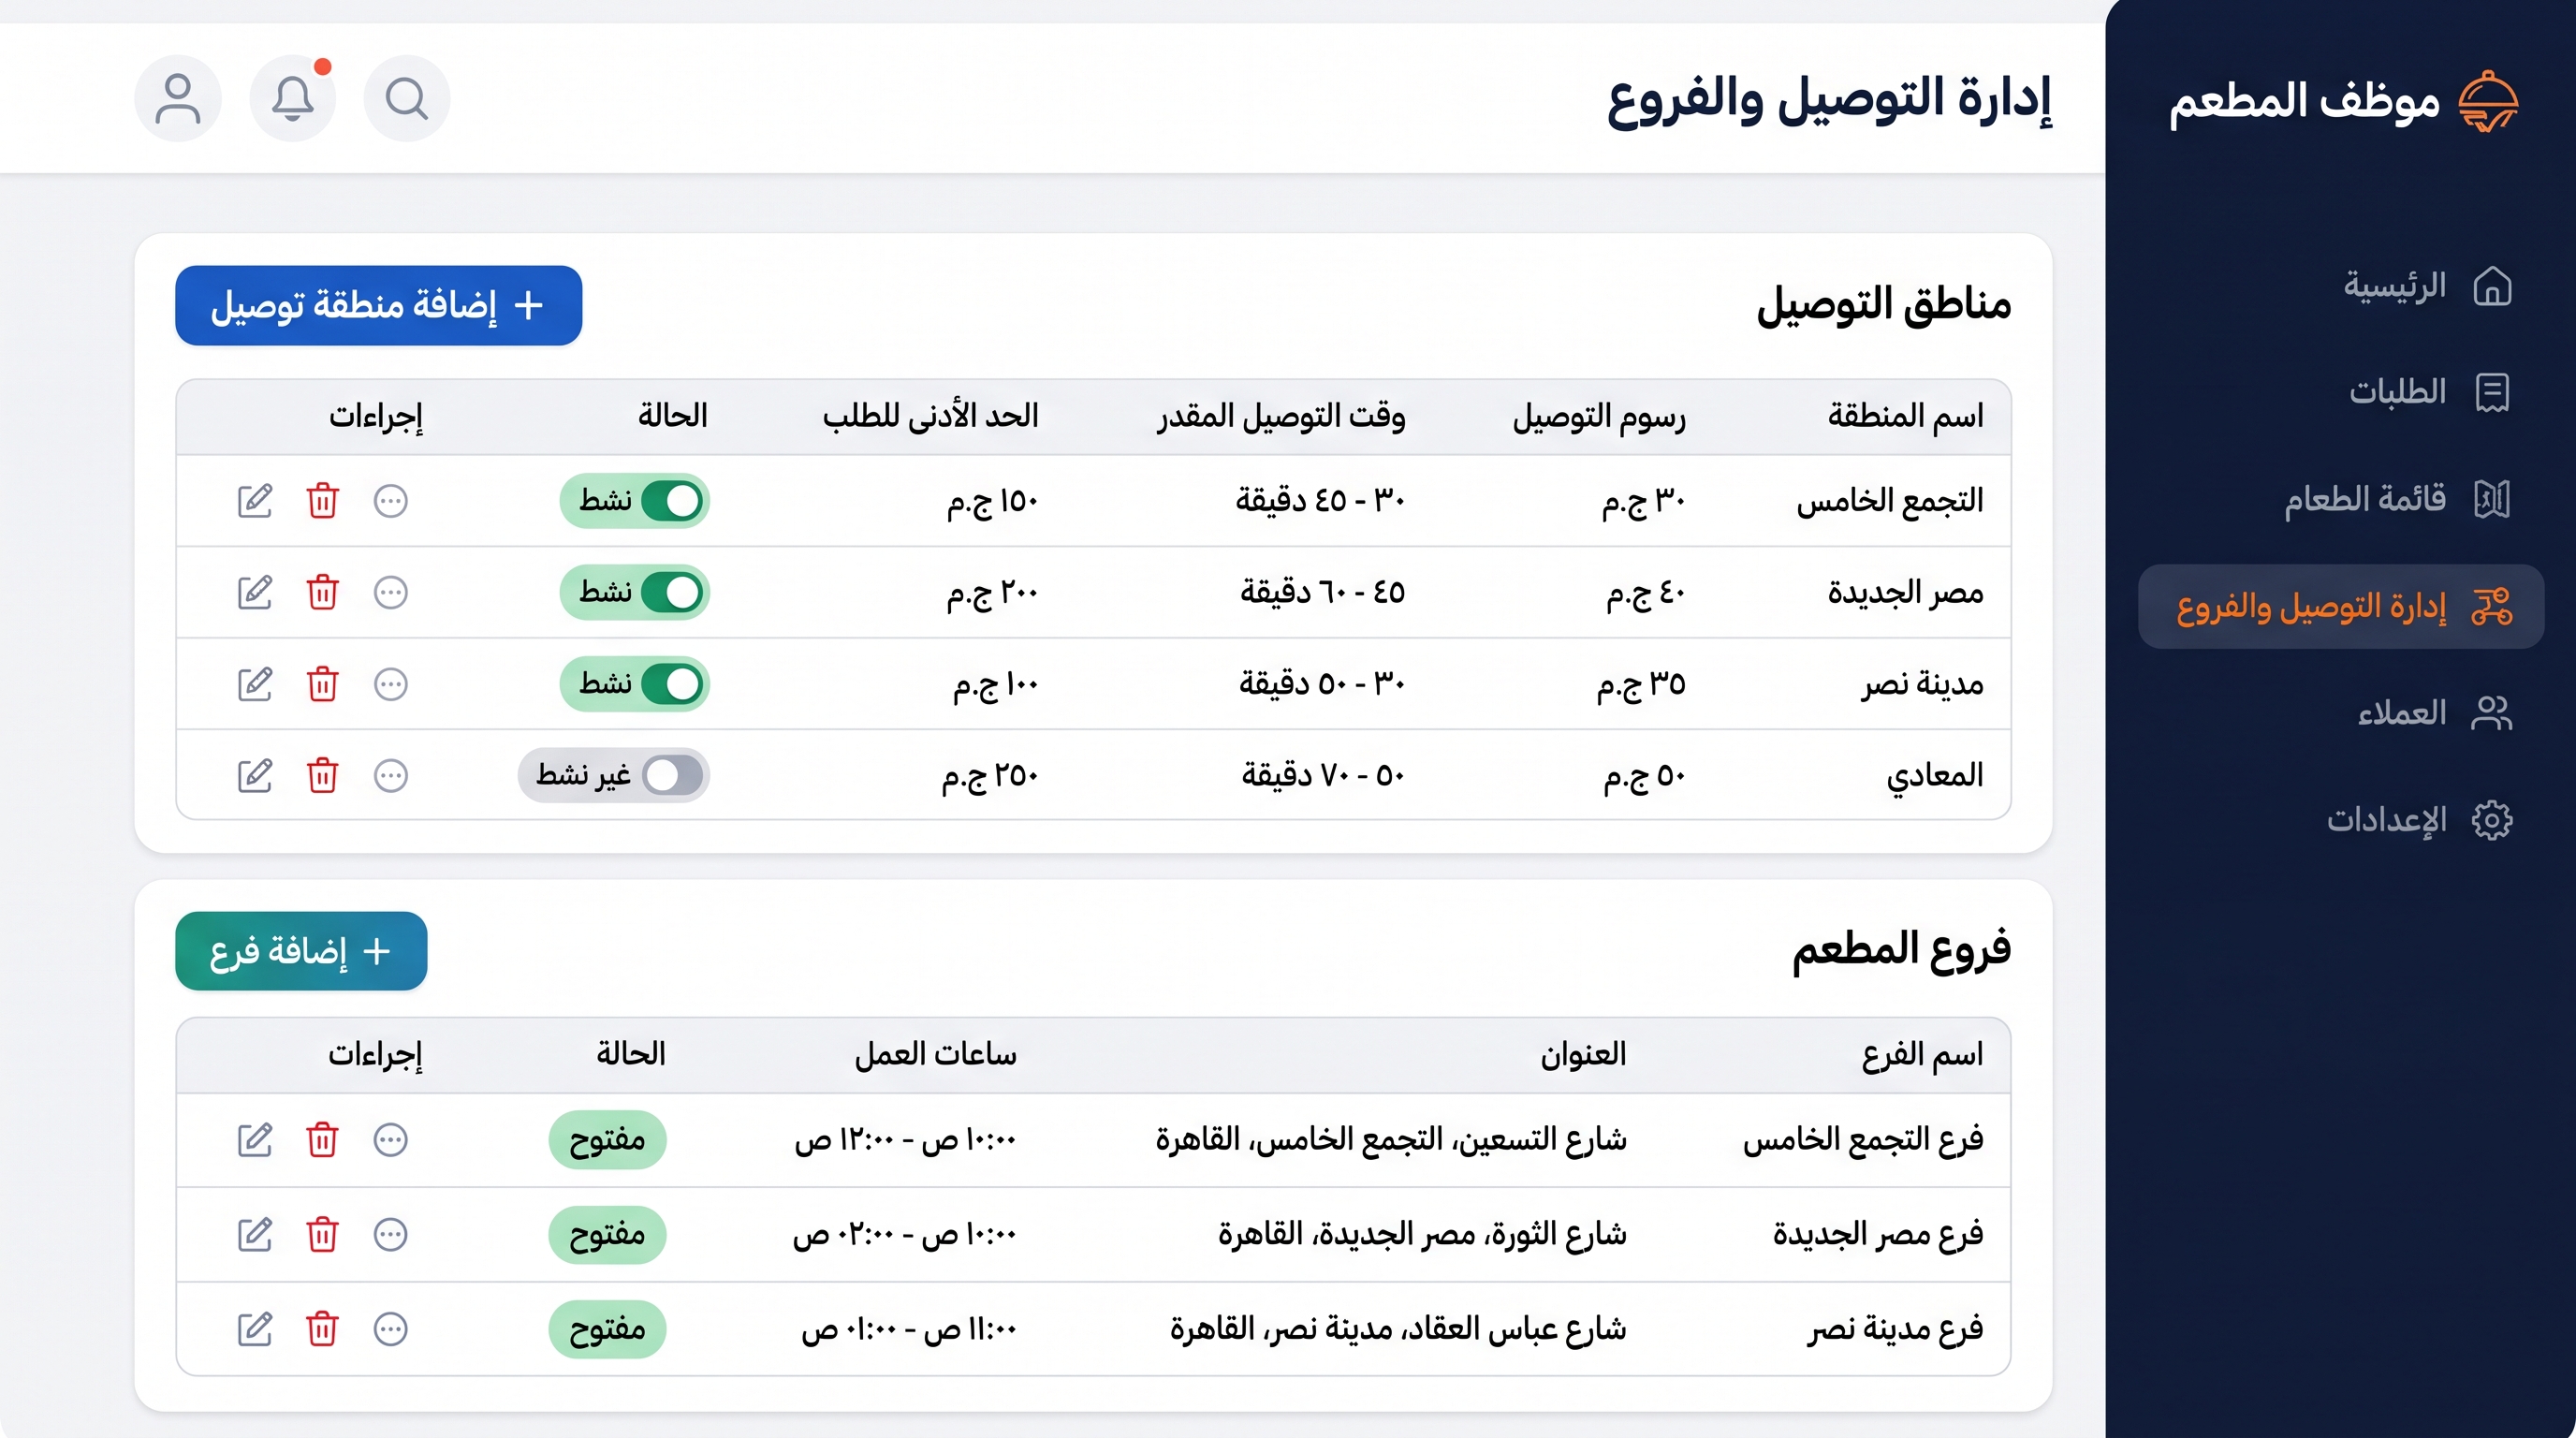 موظف المطعم
الرئيسية
الطلبات
قائمة الطعام
إدارة التوصيل والفروع
العملاء
الإعدادات
إدارة التوصيل والفروع
مناطق التوصيل
+ إضافة منطقة توصيل
اسم المنطقة رسوم التوصيل وقت التوصيل المقدر الحد الأدنى للطلب الحالة إجراءات
التجمع الخامس ٣٠ ج.م ٣٠ - ٤٥ دقيقة ١٥٠ ج.م نشط
مصر الجديدة ٤٠ ج.م ٤٥ - ٦٠ دقيقة ٢٠٠ ج.م نشط
مدينة نصر ٣٥ ج.م ٣٠ - ٥٠ دقيقة ١٠٠ ج.م نشط
المعادي ٥٠ ج.م ٥٠ - ٧٠ دقيقة ٢٥٠ ج.م غير نشط
فروع المطعم
+ إضافة فرع
اسم الفرع العنوان ساعات العمل الحالة إجراءات
فرع التجمع الخامس شارع التسعين، التجمع الخامس، القاهرة ١٠:٠٠ ص - ١٢:٠٠ ص مفتوح
فرع مصر الجديدة شارع الثورة، مصر الجديدة، القاهرة ١٠:٠٠ ص - ٠٢:٠٠ ص مفتوح
فرع مدينة نصر شارع عباس العقاد، مدينة نصر، القاهرة ١١:٠٠ ص - ٠١:٠٠ ص مفتوح